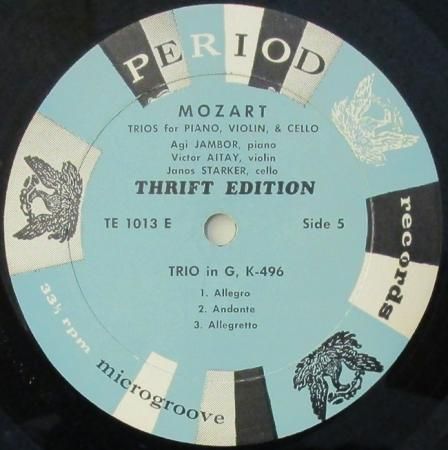 PERIOD
MOZART
TRIOS for PIANO, VIOLIN, & CELLO
Agi JAMBOR, piano
Victor AITAY, violin
Janos STARKER, cello
THRIFT EDITION
TE 1013 E Side 5
records
TRIO in G, K-496
1. Allegro
2. Andante
3. Allegretto
33⅓ rpm
microgroove